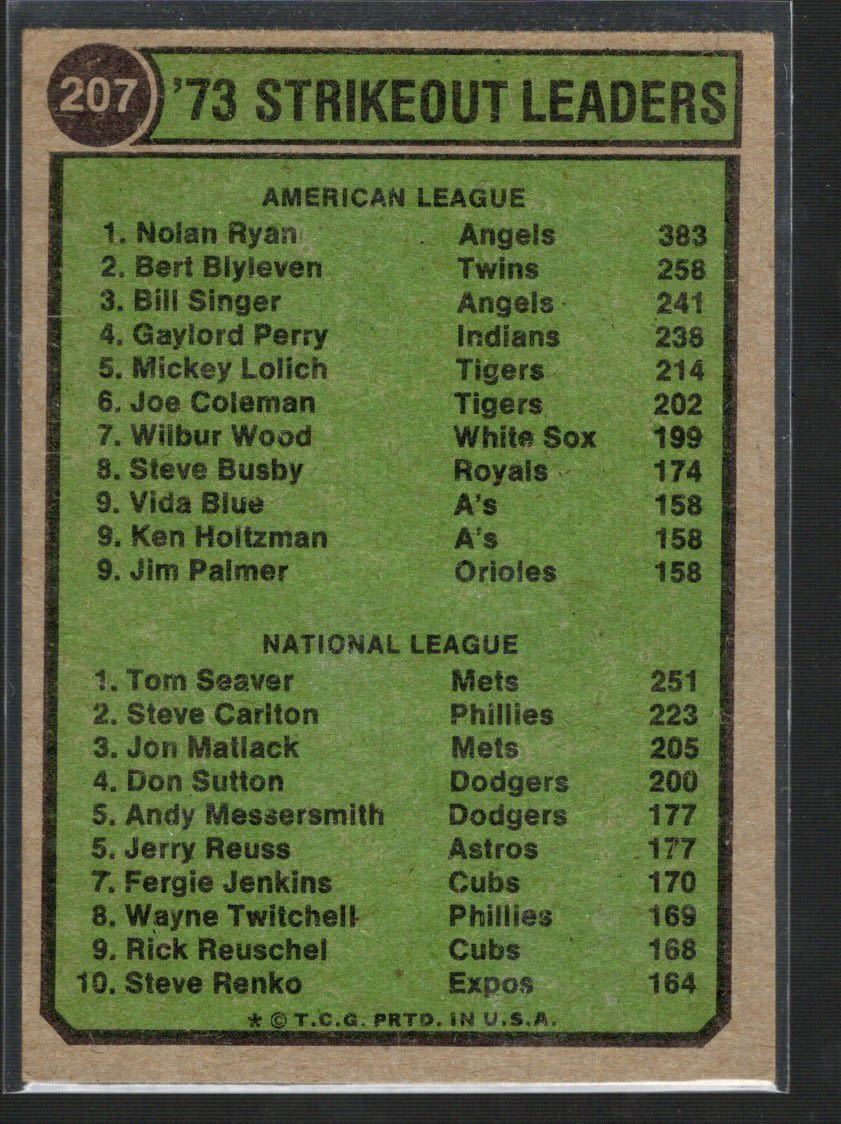 207 '73 STRIKEOUT LEADERS
AMERICAN LEAGUE
1. Nolan Ryan Angels 383
2. Bert Blyleven Twins 258
3. Bill Singer Angels 241
4. Gaylord Perry Indians 238
5. Mickey Lolich Tigers 214
6. Joe Coleman Tigers 202
7. Wilbur Wood White Sox 199
8. Steve Busby Royals 174
9. Vida Blue A's 158
9. Ken Holtzman A's 158
9. Jim Palmer Orioles 158
NATIONAL LEAGUE
1. Tom Seaver Mets 251
2. Steve Carlton Phillies 223
3. Jon Matlack Mets 205
4. Don Sutton Dodgers 200
5. Andy Messersmith Dodgers 177
5. Jerry Reuss Astros 177
7. Fergie Jenkins Cubs 170
8. Wayne Twitchell Phillies 169
9. Rick Reuschel Cubs 168
10. Steve Renko Expos 164
* © T.C.G. PRTD. IN U.S.A.